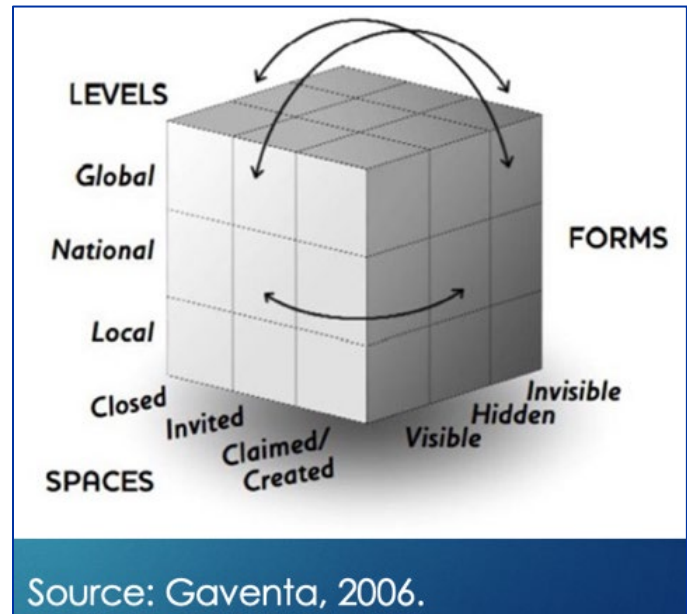 LEVELS
Global
National
Local
FORMS
Closed
Invited
Claimed/
Created
SPACES
Visible
Hidden
Invisible
Source: Gaventa, 2006.